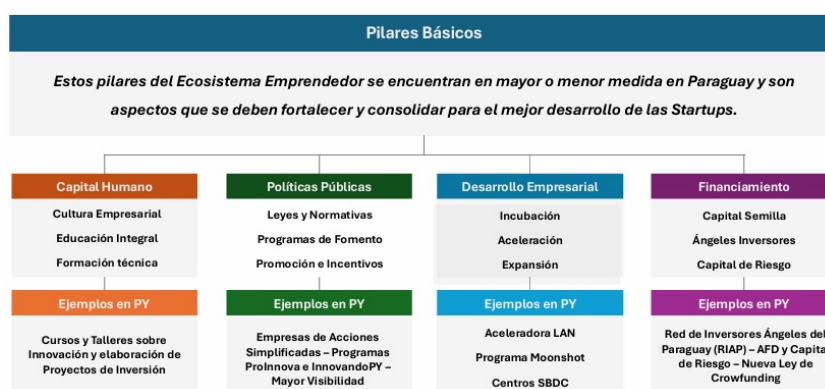 Pilares Básicos
Estos pilares del Ecosistema Emprendedor se encuentran en mayor o menor medida en Paraguay y son
aspectos que se deben fortalecer y consolidar para el mejor desarrollo de las Startups.
Capital Humano
Cultura Empresarial
Educación Integral
Formación técnica
Ejemplos en PY
Cursos y Talleres sobre
Innovación y elaboración de
Proyectos de Inversión
Políticas Públicas
Leyes y Normativas
Programas de Fomento
Promoción e Incentivos
Ejemplos en PY
Empresas de Acciones
Simplificadas – Programas
ProInnova e InnovandoPY –
Mayor Visibilidad
Desarrollo Empresarial
Incubación
Aceleración
Expansión
Ejemplos en PY
Aceleradora LAN
Programa Moonshot
Centros SBDC
Financiamiento
Capital Semilla
Ángeles Inversores
Capital de Riesgo
Ejemplos en PY
Red de Inversores Ángeles del
Paraguay (RIAP) – AFD y Capital
de Riesgo – Nueva Ley de
Crowfunding